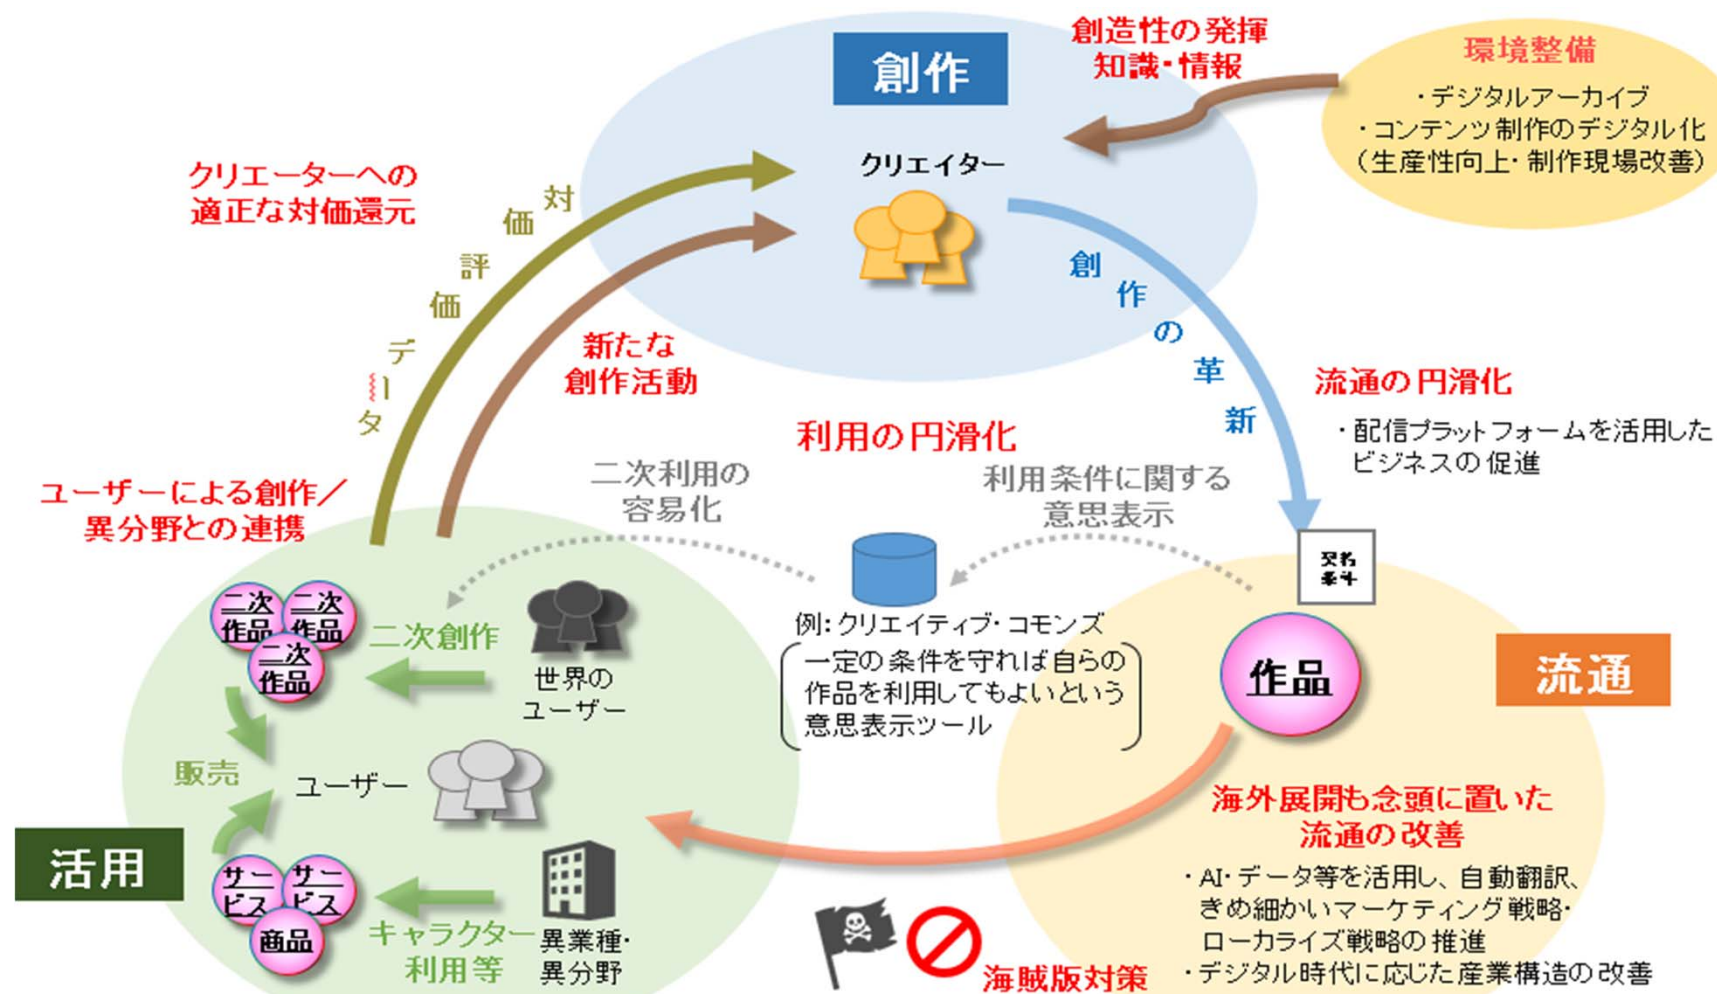 創作
クリエイター
創造性の発揮
知識・情報
環境整備
・デジタルアーカイブ
・コンテンツ制作のデジタル化
（生産性向上・制作現場改善）
クリエーターへの
適正な対価還元
対価
評価
データ
新たな
創作活動
創作の革新
流通の円滑化
・配信プラットフォームを活用した
ビジネスの促進
利用の円滑化
二次利用の
容易化
利用条件に関する
意思表示
ユーザーによる創作／
異分野との連携
例：クリエイティブ・コモンズ
一定の条件を守れば自らの
作品を利用してもよいという
意思表示ツール
契約
条件
作品
流通
二次
作品
二次
作品
二次
作品
二次創作
世界の
ユーザー
販売
ユーザー
活用
サー
ビス
サー
ビス
商品
キャラクター
利用等
異業種・
異分野
海賊版対策
海外展開も念頭に置いた
流通の改善
・AI・データ等を活用し、自動翻訳、
きめ細かいマーケティング戦略・
ローカライズ戦略の推進
・デジタル時代に応じた産業構造の改善